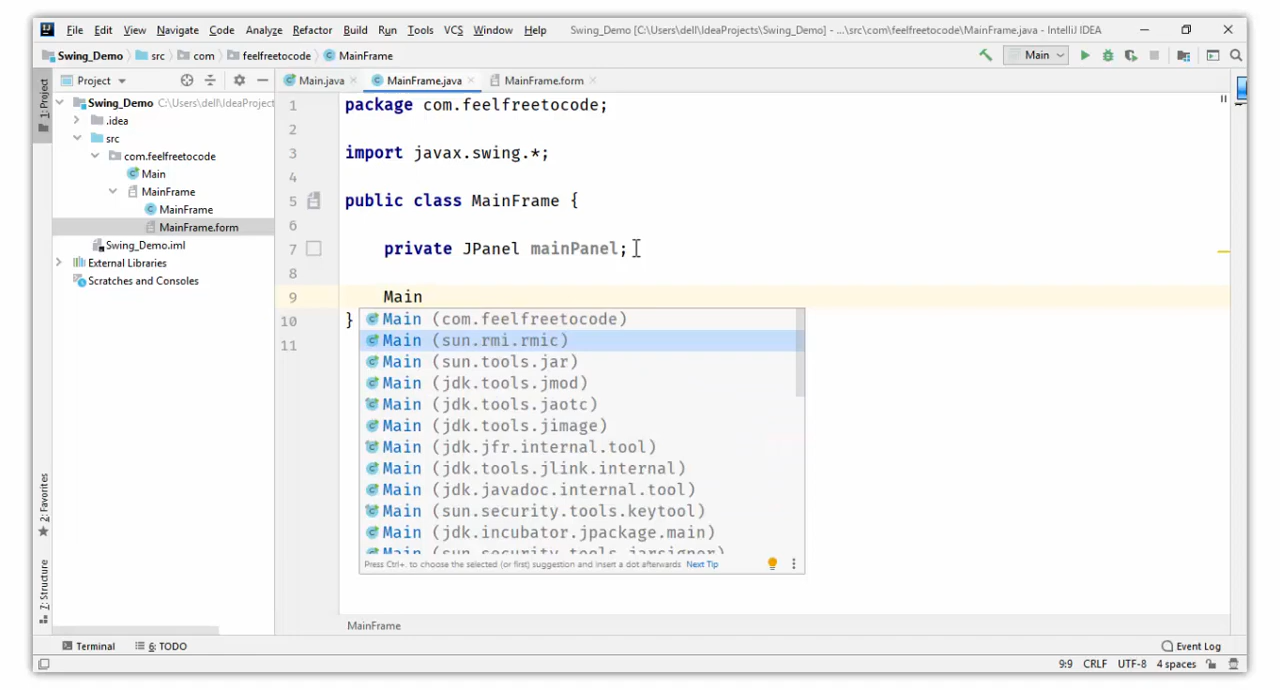 File Edit View Navigate Code Analyze Refactor Build Run Tools VCS Window Help Swing_Demo [C:\Users\dell\IdeaProjects\Swing_Demo] - ...\src\com\feelfreetocode\MainFrame.java - IntelliJ IDEA
Swing_Demo src com feelfreetocode MainFrame Main
1: Project
Project
Main.java MainFrame.java MainFrame.form
Swing_Demo C:\Users\dell\IdeaProject
.idea
src
com.feelfreetocode
Main
MainFrame
MainFrame
MainFrame.form
Swing_Demo.iml
External Libraries
Scratches and Consoles
2: Favorites
Z: Structure
1 package com.feelfreetocode;
2
3 import javax.swing.*;
4
5 public class MainFrame {
6
7 private JPanel mainPanel;
8
9 Main
10 }
11
Main (com.feelfreetocode)
Main (sun.rmi.rmic)
Main (sun.tools.jar)
Main (jdk.tools.jmod)
Main (jdk.tools.jaotc)
Main (jdk.tools.jimage)
Main (jdk.jfr.internal.tool)
Main (jdk.tools.jlink.internal)
Main (jdk.javadoc.internal.tool)
Main (sun.security.tools.keytool)
Main (jdk.incubator.jpackage.main)
Main (sun.security.tools.jarsigner)
Press Ctrl+. to choose the selected (or first) suggestion and insert a dot afterwards Next Tip
MainFrame
Terminal 6: TODO Event Log
9:9 CRLF UTF-8 4 spaces